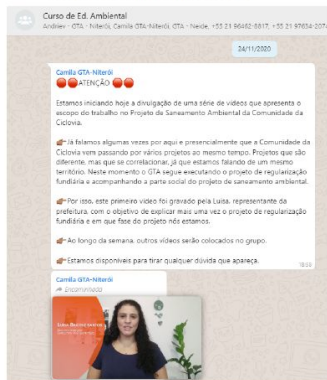 Curso de Ed. Ambiental
Andriev - GTA - Niterói, Camila GTA-Niterói, GTA - Neide, +55 21 96492-8817, +55 21 97654-207
24/11/2020
Camila GTA-Niterói
🔴🔴ATENÇÃO 🔴🔴
Estamos iniciando hoje a divulgação de uma série de vídeos que apresenta o
escopo do trabalho no Projeto de Saneamento Ambiental da Comunidade da
Ciclovia.
👉Já falamos algumas vezes por aqui e presencialmente que a Comunidade da
Ciclovia vem passando por vários projetos ao mesmo tempo. Projetos que são
diferente, mas que se correlacionar, já que estamos falando de um mesmo
território. Neste momento o GTA segue executando o projeto de regularização
fundiária e acompanhando a parte social do projeto de saneamento ambiental.
👉Por isso, este primeiro vídeo foi gravado pela Luisa, representante da
prefeitura, com o objetivo de explicar mais uma vez o projeto de regularização
fundiária e em que fase do projeto nós estamos.
👉Ao longo da semana, outros vídeos serão colocados no grupo.
👉Estamos disponíveis para tirar qualquer dúvida que apareça.
Camila GTA-Niterói
Encaminhada